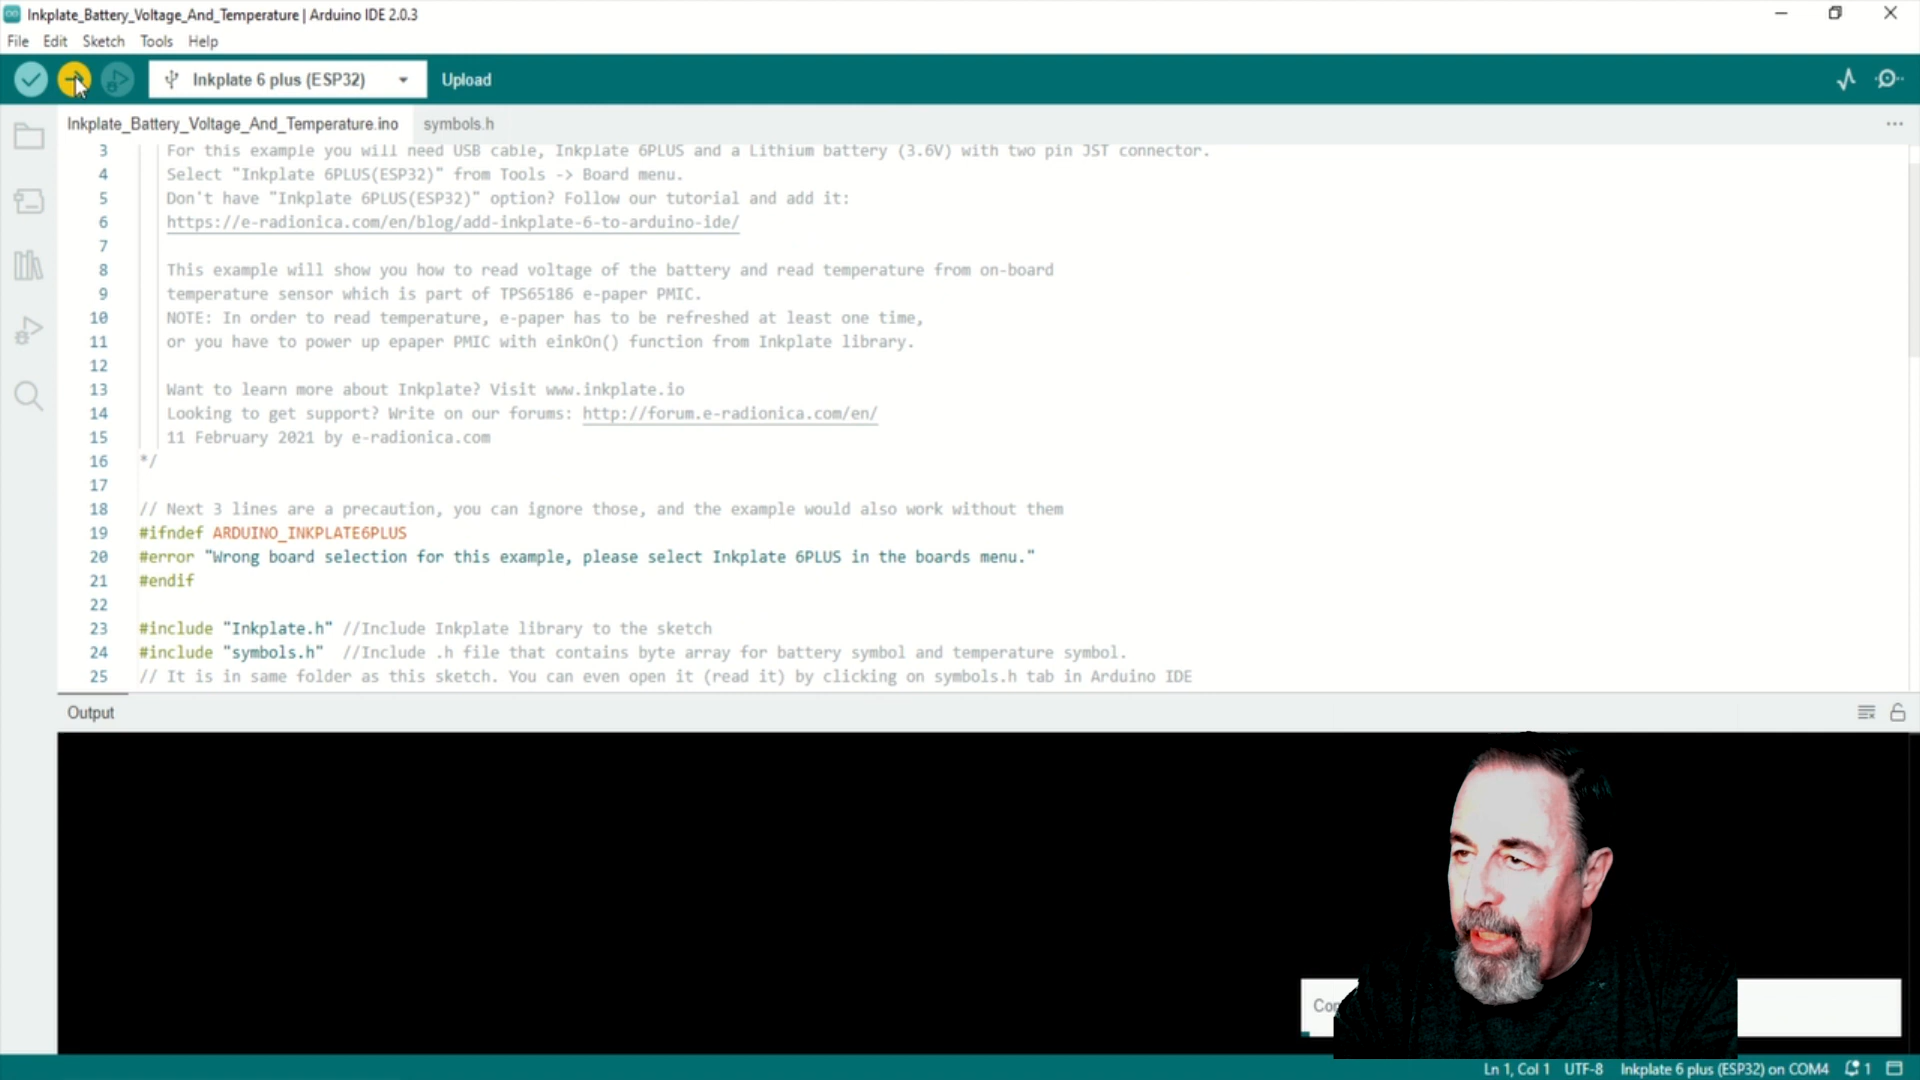 Inkplate_Battery_Voltage_And_Temperature | Arduino IDE 2.0.3
File Edit Sketch Tools Help
Inkplate 6 plus (ESP32) Upload
Inkplate_Battery_Voltage_And_Temperature.ino symbols.h
3 For this example you will need USB cable, Inkplate 6PLUS and a Lithium battery (3.6V) with two pin JST connector.
4 Select "Inkplate 6PLUS(ESP32)" from Tools -> Board menu.
5 Don't have "Inkplate 6PLUS(ESP32)" option? Follow our tutorial and add it:
6 https://e-radionica.com/en/blog/add-inkplate-6-to-arduino-ide/
7
8 This example will show you how to read voltage of the battery and read temperature from on-board
9 temperature sensor which is part of TPS65186 e-paper PMIC.
10 NOTE: In order to read temperature, e-paper has to be refreshed at least one time,
11 or you have to power up epaper PMIC with einkOn() function from Inkplate library.
12
13 Want to learn more about Inkplate? Visit www.inkplate.io
14 Looking to get support? Write on our forums: http://forum.e-radionica.com/en/
15 11 February 2021 by e-radionica.com
16 */
17
18 // Next 3 lines are a precaution, you can ignore those, and the example would also work without them
19 #ifndef ARDUINO_INKPLATE6PLUS
20 #error "Wrong board selection for this example, please select Inkplate 6PLUS in the boards menu."
21 #endif
22
23 #include "Inkplate.h" //Include Inkplate library to the sketch
24 #include "symbols.h" //Include .h file that contains byte array for battery symbol and temperature symbol.
25 // It is in same folder as this sketch. You can even open it (read it) by clicking on symbols.h tab in Arduino IDE
Output
Ln 1, Col 1 UTF-8 Inkplate 6 plus (ESP32) on COM4 1